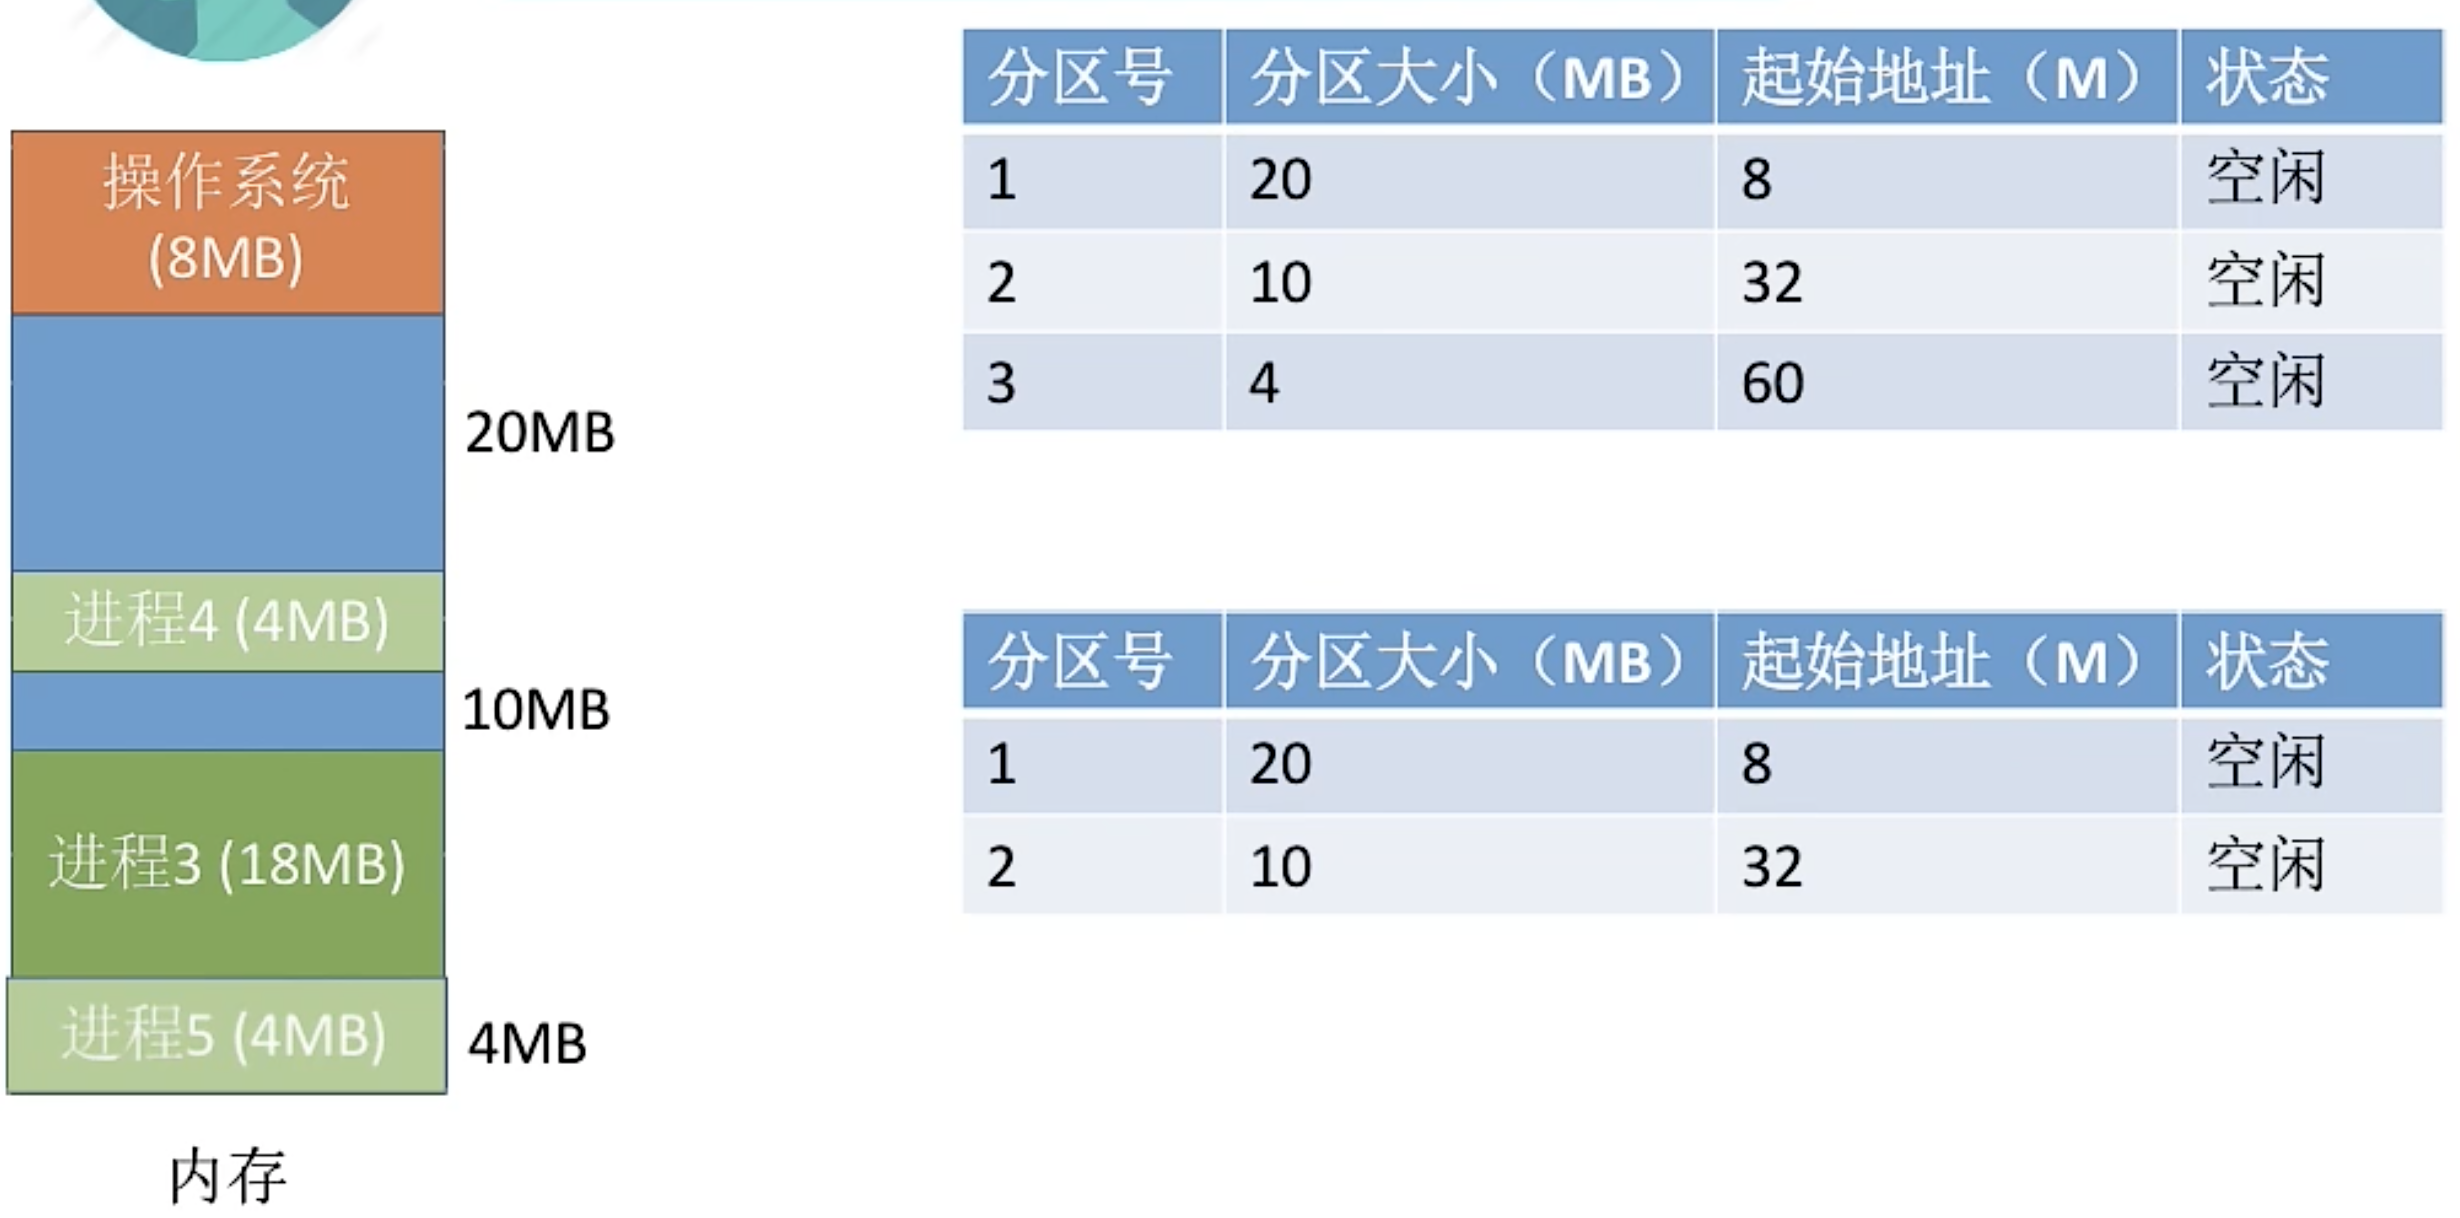 操作系统
(8MB)
20MB
进程4 (4MB)
10MB
进程3 (18MB)
进程5 (4MB)
4MB
内存
分区号 分区大小（MB） 起始地址（M） 状态
1 20 8 空闲
2 10 32 空闲
3 4 60 空闲
分区号 分区大小（MB） 起始地址（M） 状态
1 20 8 空闲
2 10 32 空闲